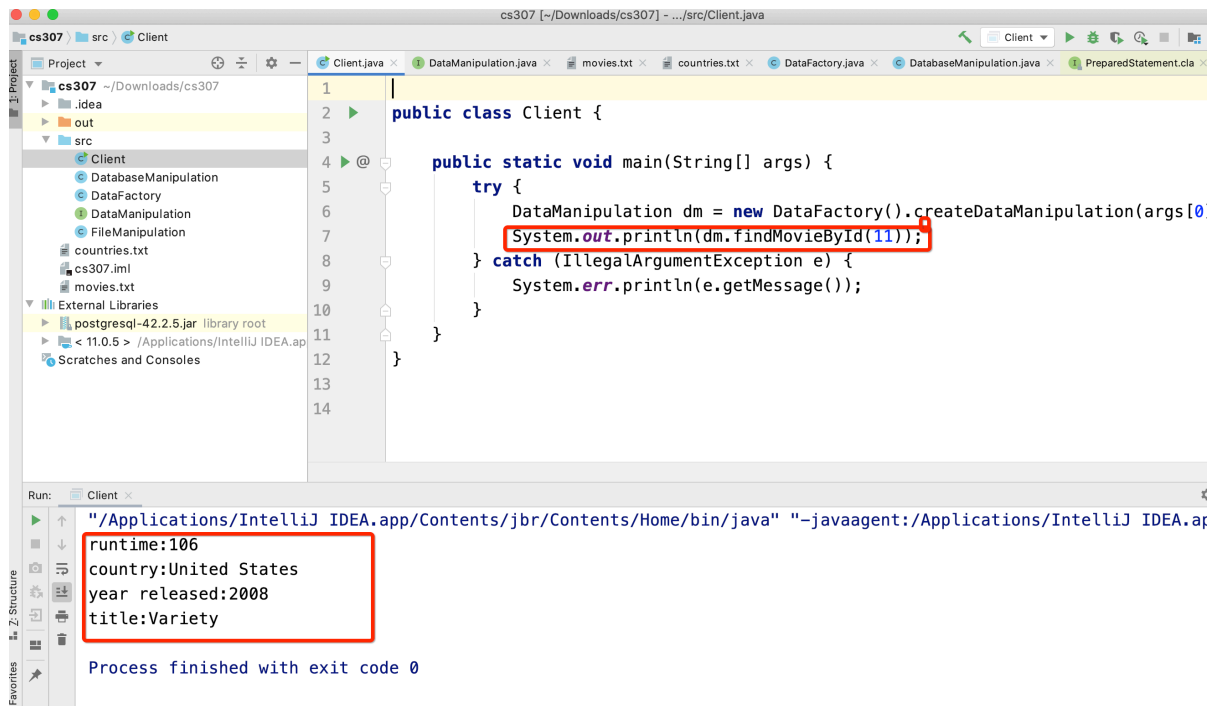 cs307 [~/Downloads/cs307] - .../src/Client.java
cs307 src Client
Client
1: Project
Project
Client.java DataManipulation.java movies.txt countries.txt DataFactory.java DatabaseManipulation.java PreparedStatement.cla
cs307 ~/Downloads/cs307
.idea
out
src
Client
DatabaseManipulation
DataFactory
DataManipulation
FileManipulation
countries.txt
cs307.iml
movies.txt
External Libraries
postgresql-42.2.5.jar library root
< 11.0.5 > /Applications/IntelliJ IDEA.ap
Scratches and Consoles
1
2 public class Client {
3
4 @ public static void main(String[] args) {
5 try {
6 DataManipulation dm = new DataFactory().createDataManipulation(args[0]
7 System.out.println(dm.findMovieById(11));
8 } catch (IllegalArgumentException e) {
9 System.err.println(e.getMessage());
10 }
11 }
12 }
13
14
Run: Client
"/Applications/IntelliJ IDEA.app/Contents/jbr/Contents/Home/bin/java" "-javaagent:/Applications/IntelliJ IDEA.ap
runtime:106
country:United States
year released:2008
title:Variety
Process finished with exit code 0
Z: Structure
Favorites